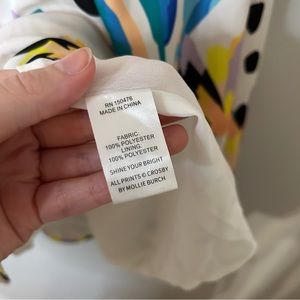 RN 150476
MADE IN CHINA
FABRIC:
100% POLYESTER
LINING:
100% POLYESTER
SHINE YOUR BRIGHT
ALL PRINTS © CROSBY
BY MOLLIE BURCH